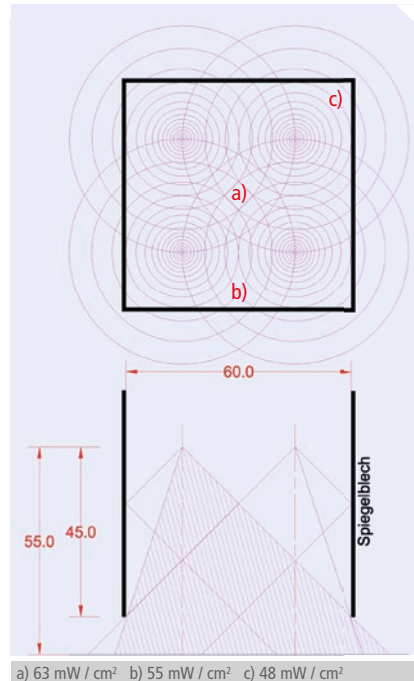 c)
a)
b)
60.0
55.0
45.0
Spiegelblech
a) 63 mW / cm² b) 55 mW / cm² c) 48 mW / cm²